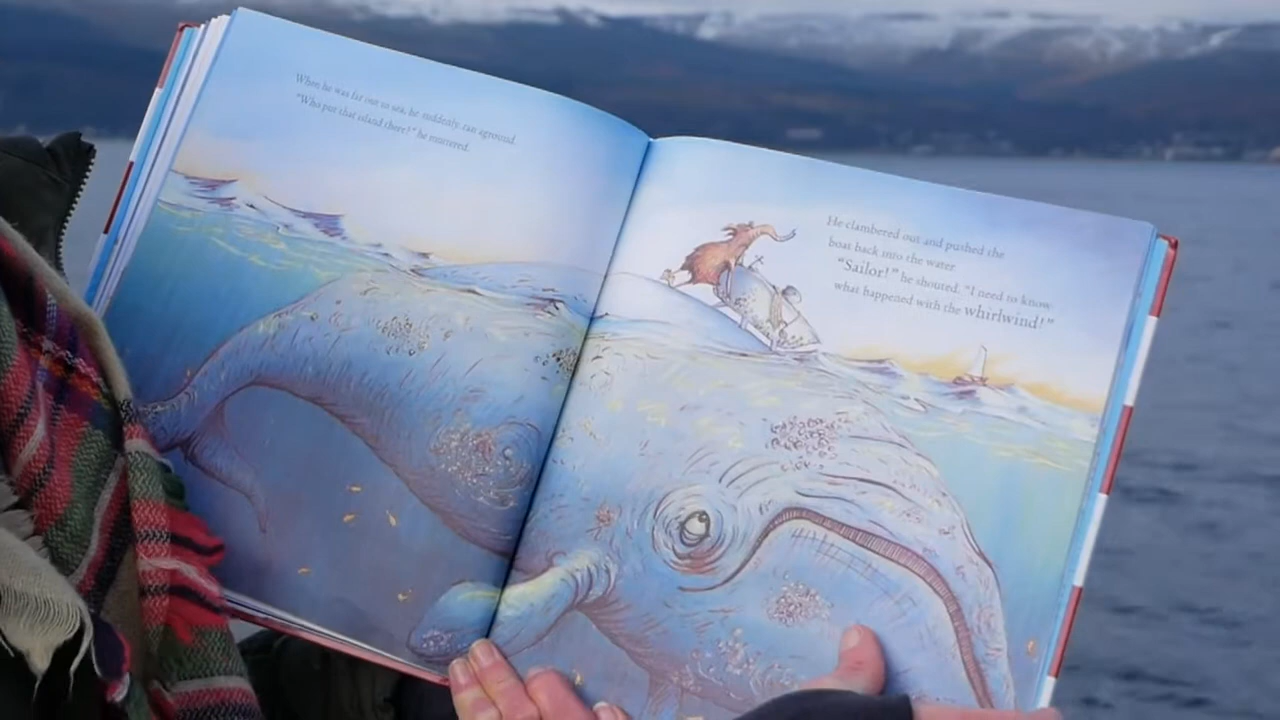 When he was far out to sea, he suddenly ran aground.
"Who put that island there?" he muttered.
He clambered out and pushed the
boat back into the water
"Sailor!" he shouted. "I need to know
what happened with the whirlwind!"